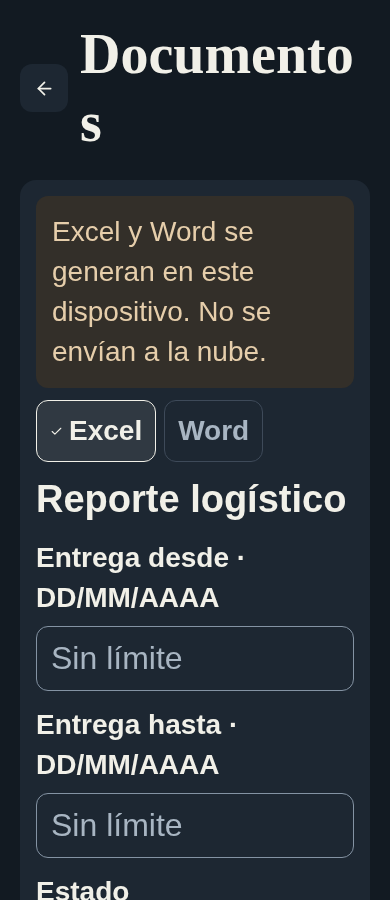 Documento
s
Excel y Word se
generan en este
dispositivo. No se
envían a la nube.
Excel
Word
Reporte logístico
Entrega desde ·
DD/MM/AAAA
Sin límite
Entrega hasta ·
DD/MM/AAAA
Sin límite
Estado